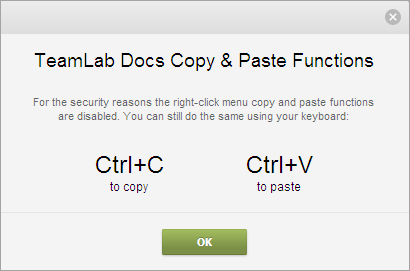 TeamLab Docs Copy & Paste Functions
For the security reasons the right-click menu copy and paste functions
are disabled. You can still do the same using your keyboard:
Ctrl+C Ctrl+V
to copy to paste
OK